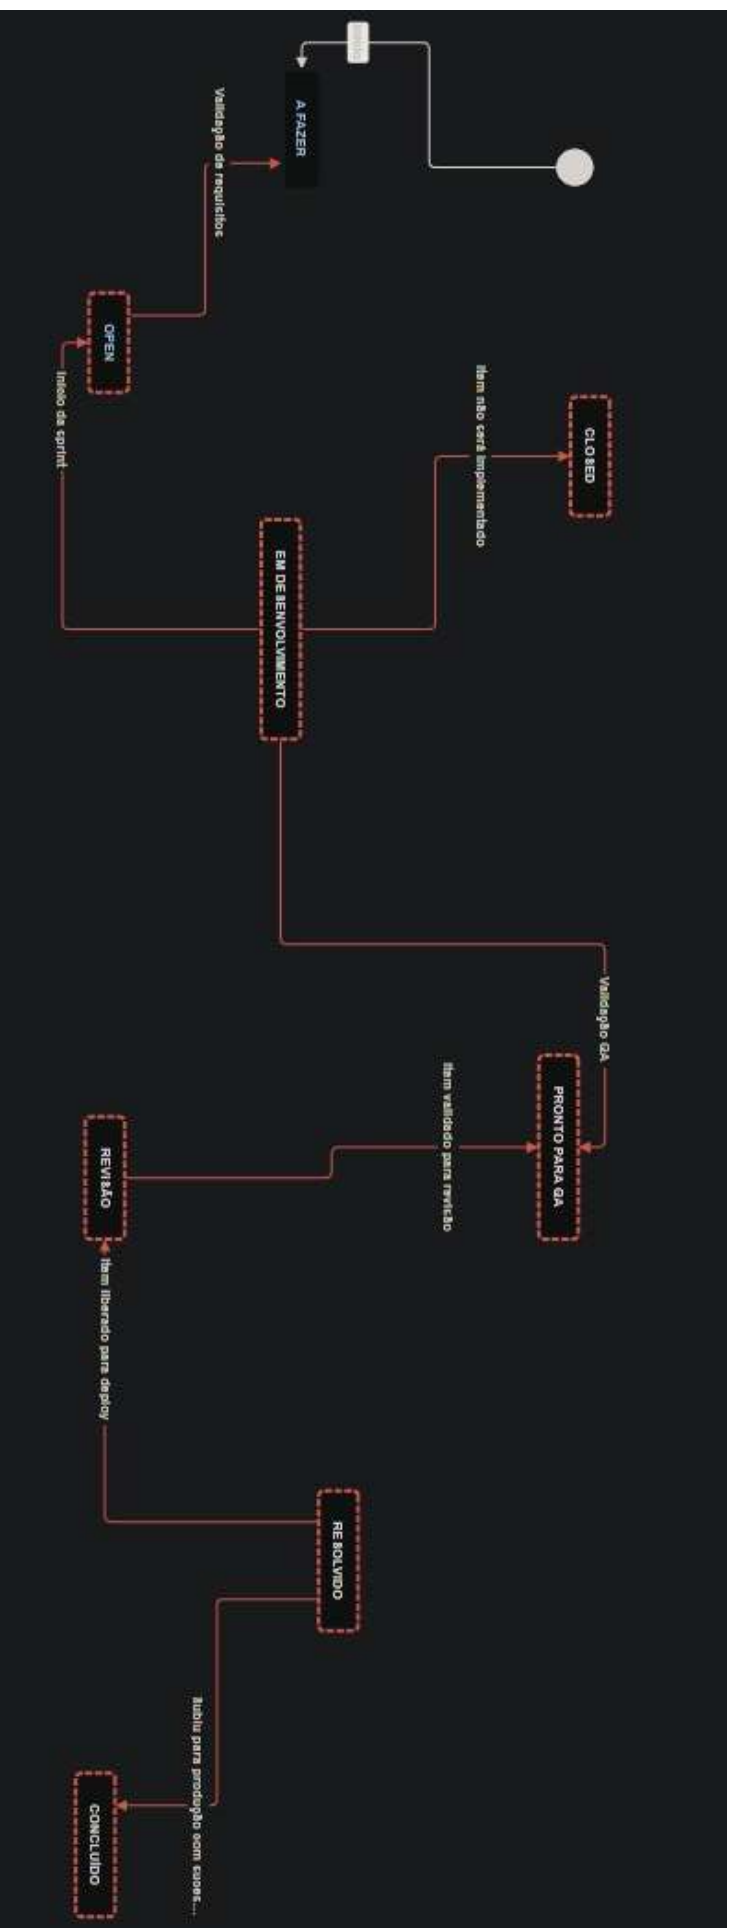 A FAZER
Validação de requisitos
OPEN
Início da sprint
Item não será implementado
CLOSED
EM DESENVOLVIMENTO
Validação QA
PRONTO PARA QA
Item validado para revisão
REVISÃO
Item liberado para deploy
RESOLVIDO
Subiu para produção com suces...
CONCLUÍDO